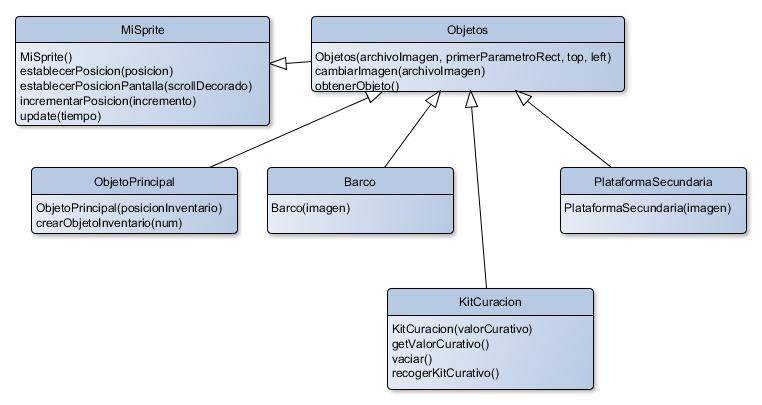 MiSprite
MiSprite()
establecerPosicion(posicion)
establecerPosicionPantalla(scrollDecorado)
incrementarPosicion(incremento)
update(tiempo)
Objetos
Objetos(archivoImagen, primerParametroRect, top, left)
cambiarImagen(archivoImagen)
obtenerObjeto()
ObjetoPrincipal
ObjetoPrincipal(posicionInventario)
crearObjetoInventario(num)
Barco
Barco(imagen)
PlataformaSecundaria
PlataformaSecundaria(imagen)
KitCuracion
KitCuracion(valorCurativo)
getValorCurativo()
vaciar()
recogerKitCurativo()